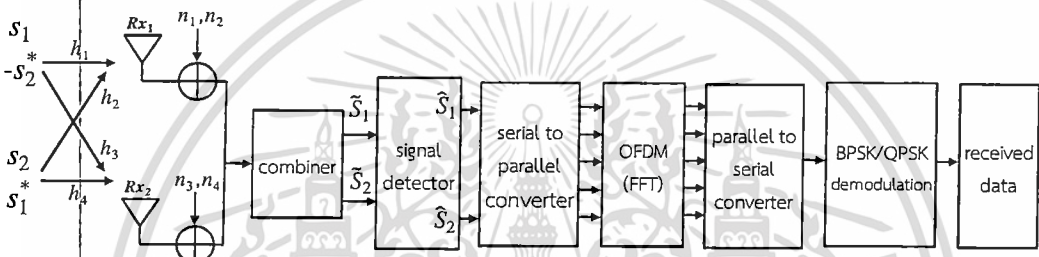 s₁
-s₂*
s₂
s₁*
h₁
h₂
h₃
h₄
Rx₁
n₁,n₂
Rx₂
n₃,n₄
combiner
S̃₁
S̃₂
signal
detector
Ŝ₁
Ŝ₂
serial to
parallel
converter
OFDM
(FFT)
parallel to
serial
converter
BPSK/QPSK
demodulation
received
data